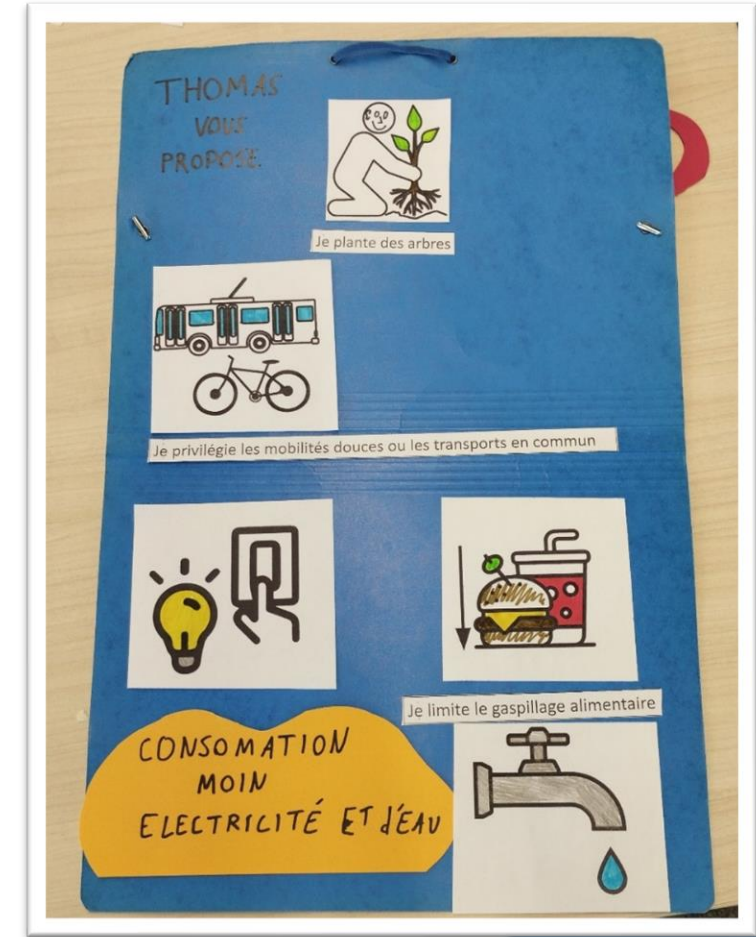 THOMAS
VOUS
PROPOSE.
Je plante des arbres
Je privilégie les mobilités douces ou les transports en commun
Je limite le gaspillage alimentaire
CONSOMATION
MOIN
ELECTRICITÉ ET d'EAU